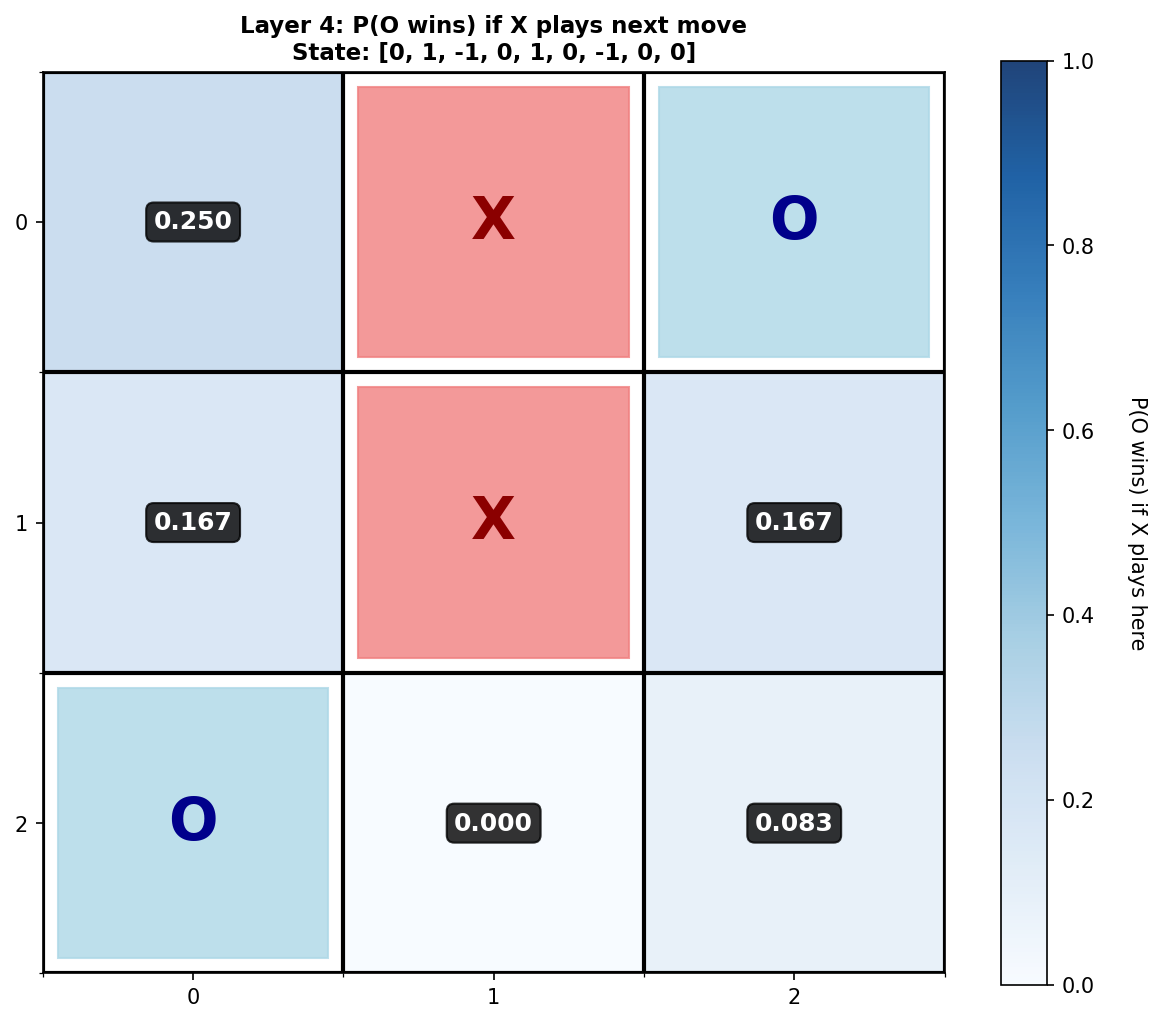 Layer 4: P(O wins) if X plays next move
State: [0, 1, -1, 0, 1, 0, -1, 0, 0]
0
0.250
X
O
1
0.167
X
0.167
2
O
0.000
0.083
0
1
2
1.0
0.8
0.6
0.4
0.2
0.0
P(O wins) if X plays here